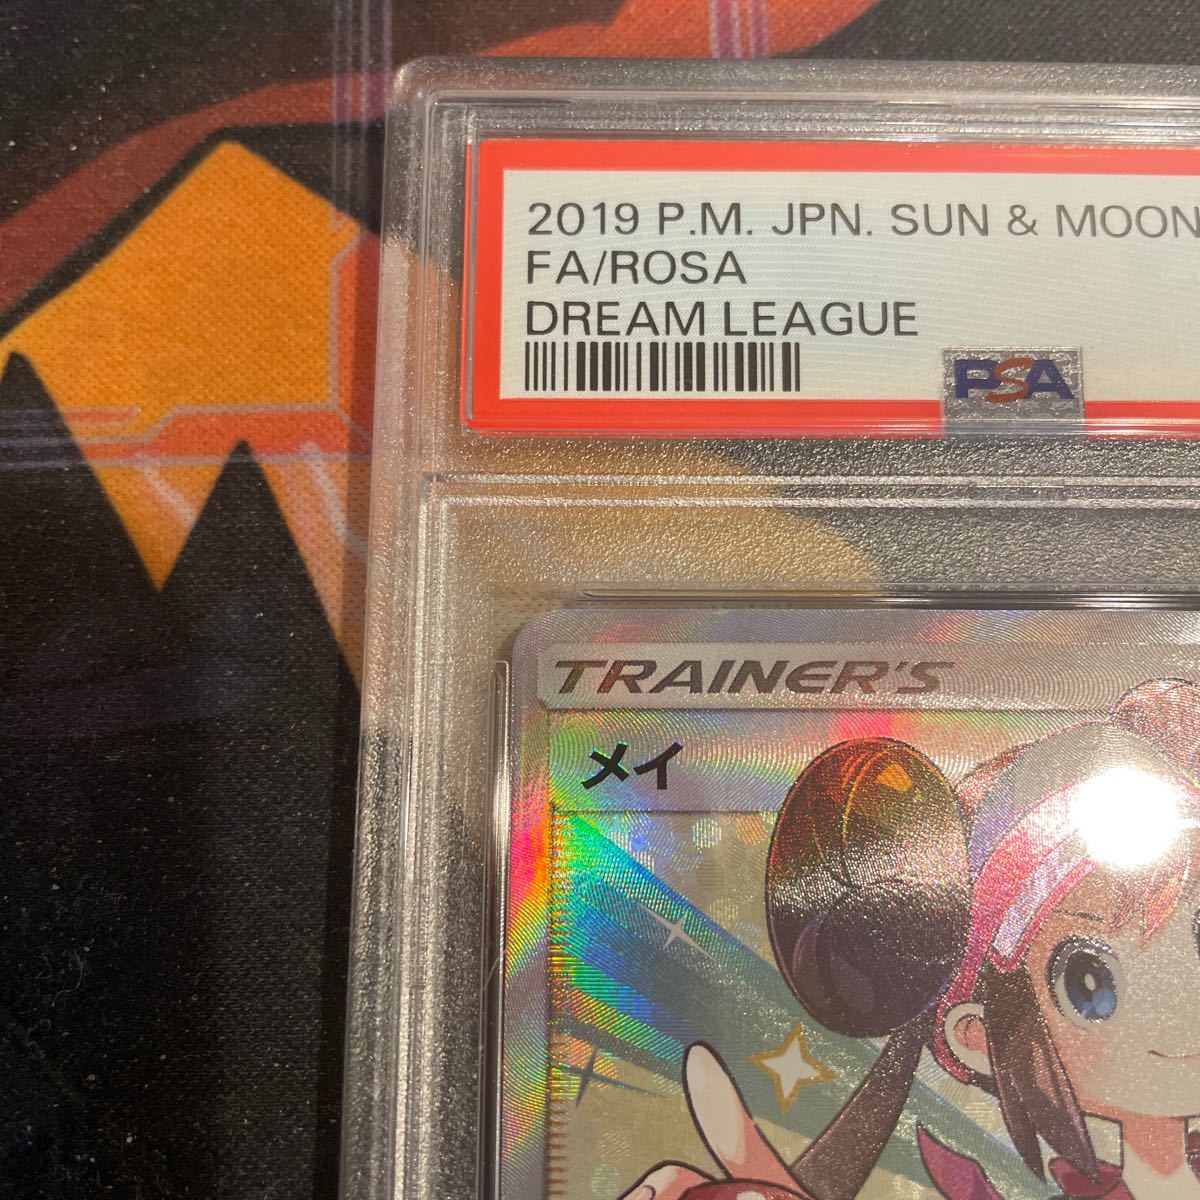 2019 P.M. JPN. SUN & MOON
FA/ROSA
DREAM LEAGUE
PSA
TRAINER'S
メイ